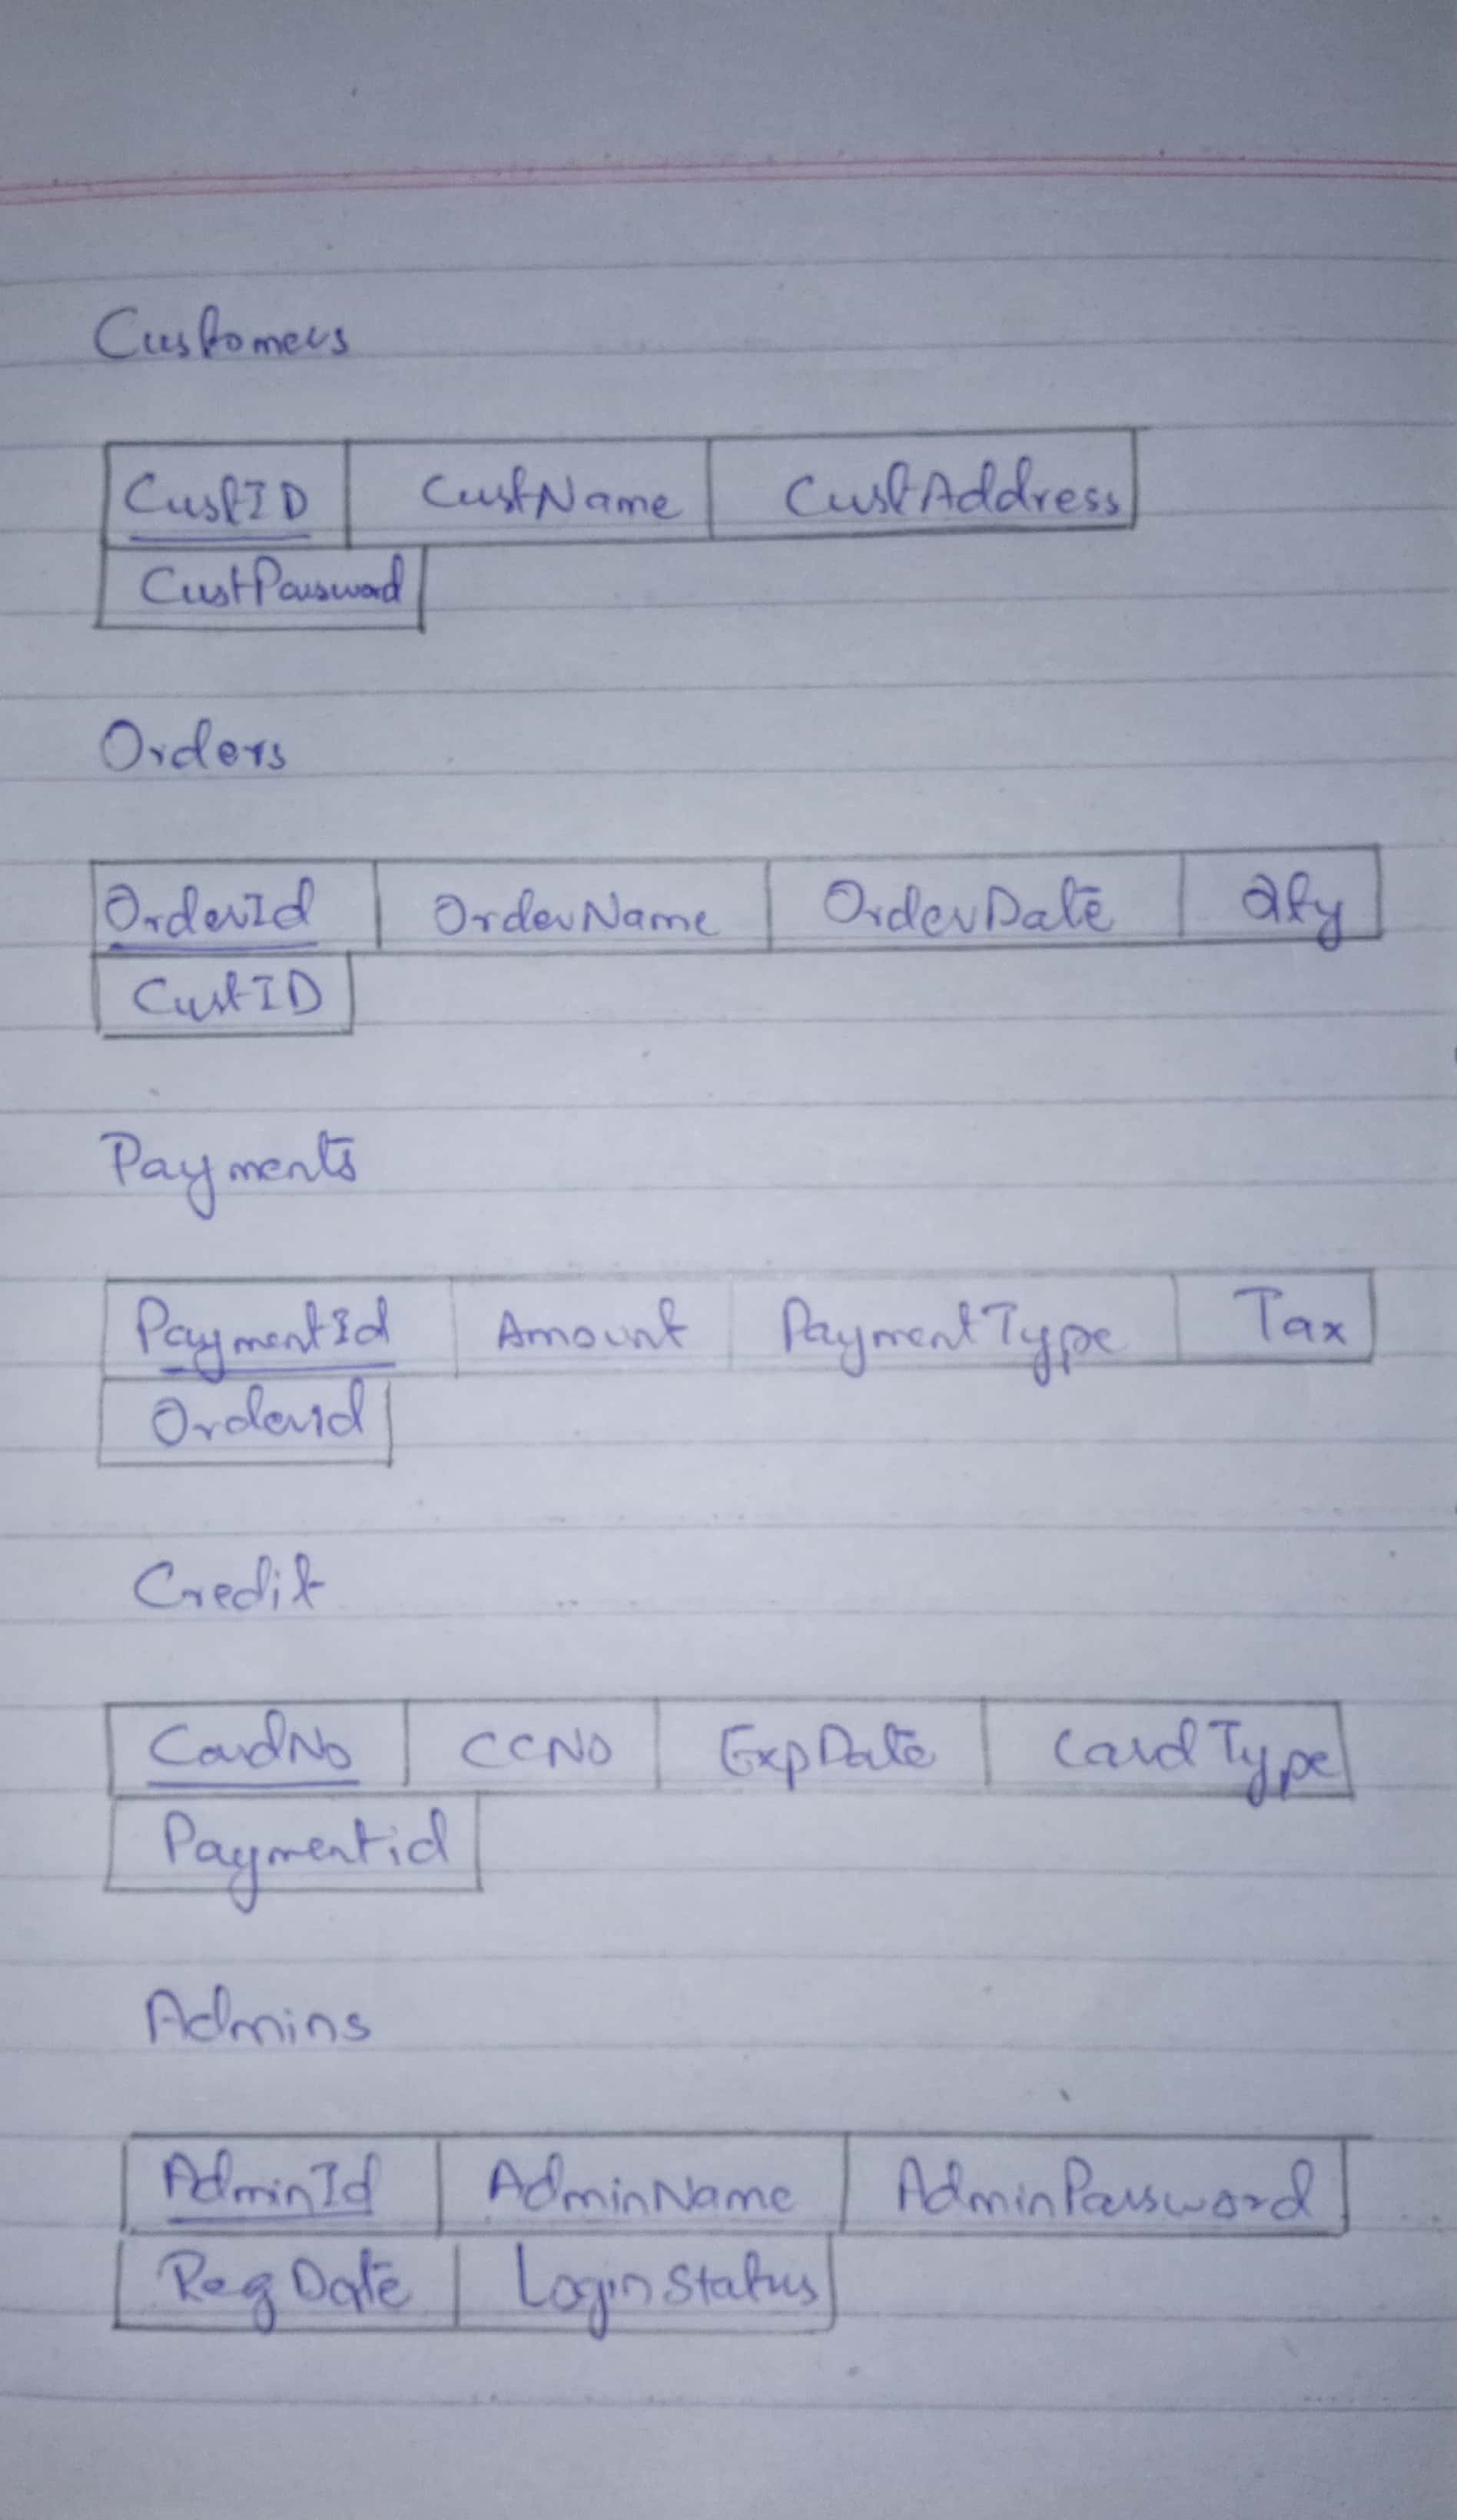 Customers
CustID CustName CustAddress
CustPassword
Orders
OrderId OrderName OrderDate Qty
CustID
Payments
PaymentId Amount PaymentType Tax
Orderid
Credit
CardNo CCNO ExpDate CardType
Paymentid
Admins
AdminId AdminName AdminPassword
RegDate LoginStatus